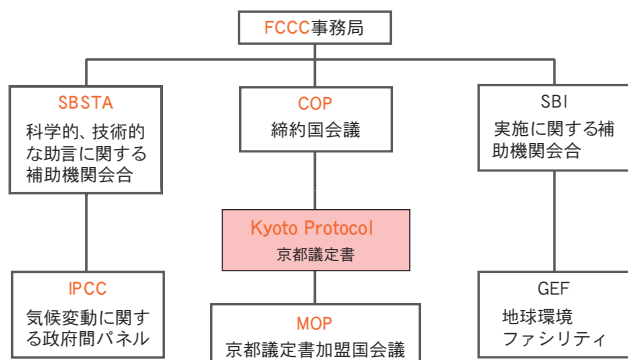 FCCC事務局
SBSTA
科学的、技術的
な助言に関する
補助機関会合
COP
締約国会議
SBI
実施に関する補
助機関会合
Kyoto Protocol
京都議定書
IPCC
気候変動に関す
る政府間パネル
MOP
京都議定書加盟国会議
GEF
地球環境
ファシリティ